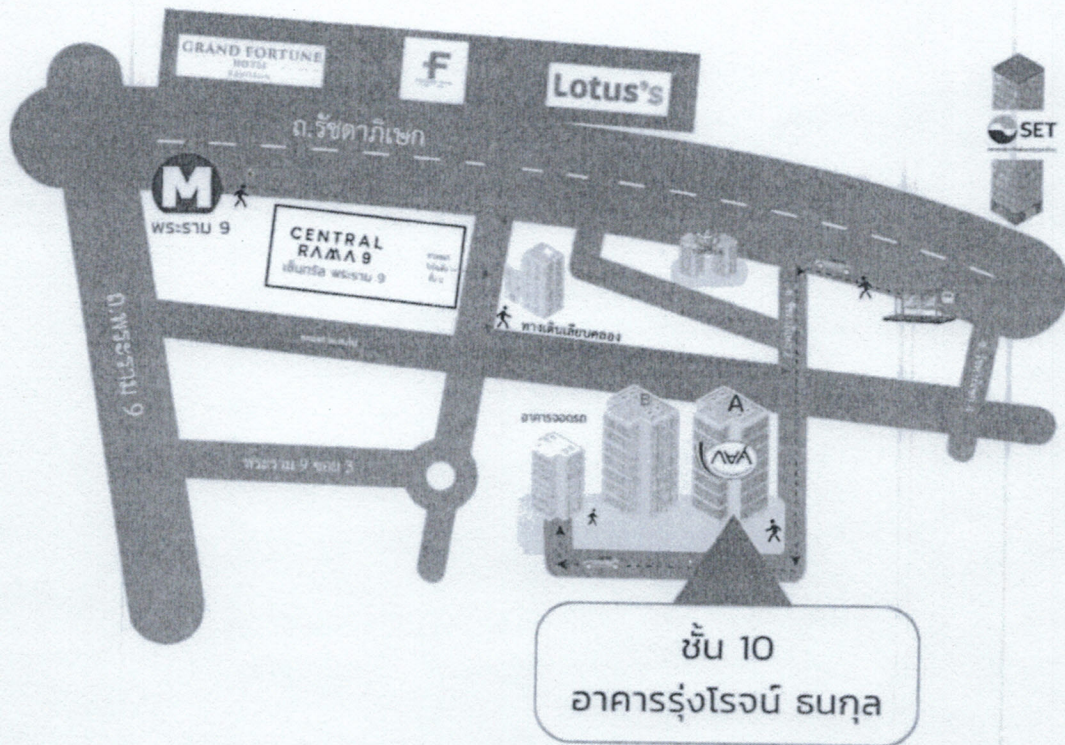 GRAND FORTUNE
HOTEL
BANGKOK
F
Lotus's
SET
ถ.รัชดาภิเษก
M
พระราม 9
CENTRAL
RAMA 9
เซ็นทรัล พระราม 9
ทางเดินเลียบคลอง
ถ.พระราม 9
อาคารจอดรถ
B
A
พระราม 9 ซอย 3
ชั้น 10
อาคารรุ่งโรจน์ ธนกุล